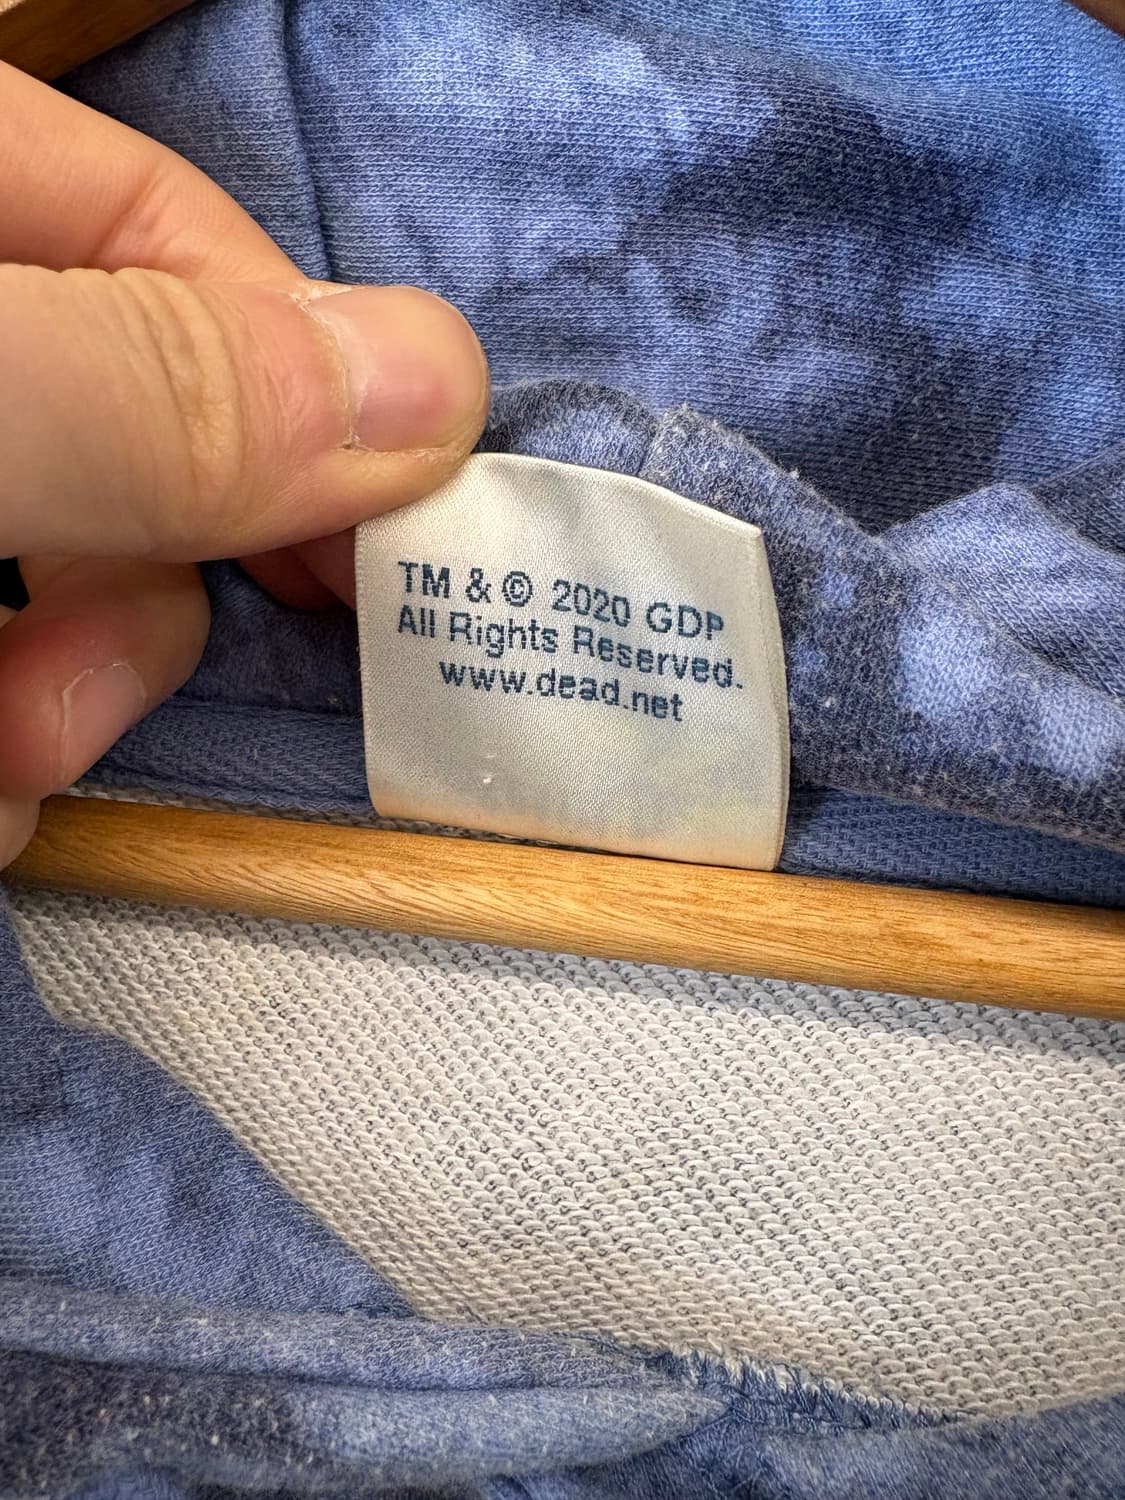 TM & © 2020 GDP
All Rights Reserved.
www.dead.net